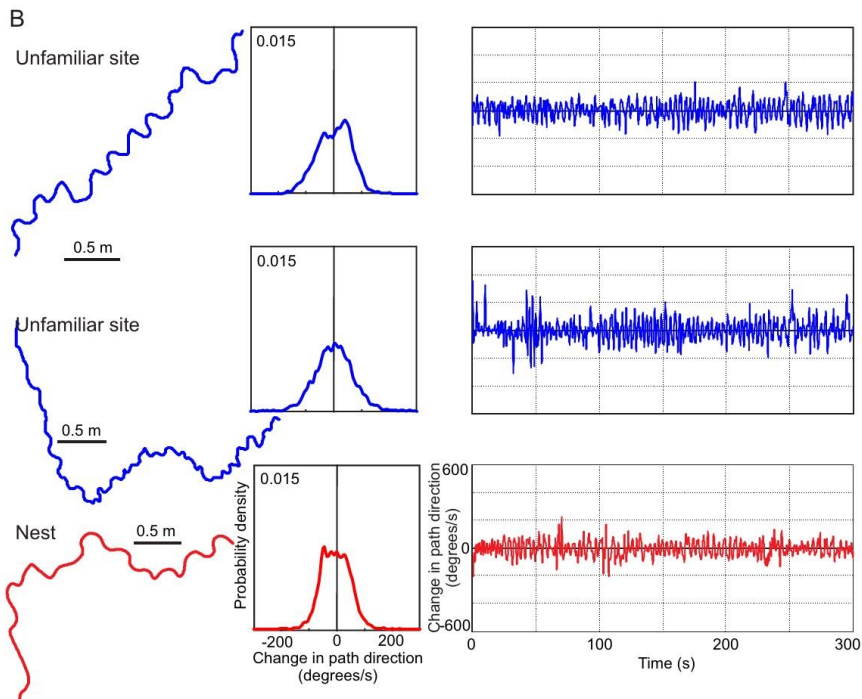 B
Unfamiliar site
0.015
0.5 m
Unfamiliar site
0.015
0.5 m
Nest
0.5 m
0.015
Probability density
-200 0 200
Change in path direction
(degrees/s)
Change in path direction
(degrees/s)
600
0
-600
0 100 200 300
Time (s)